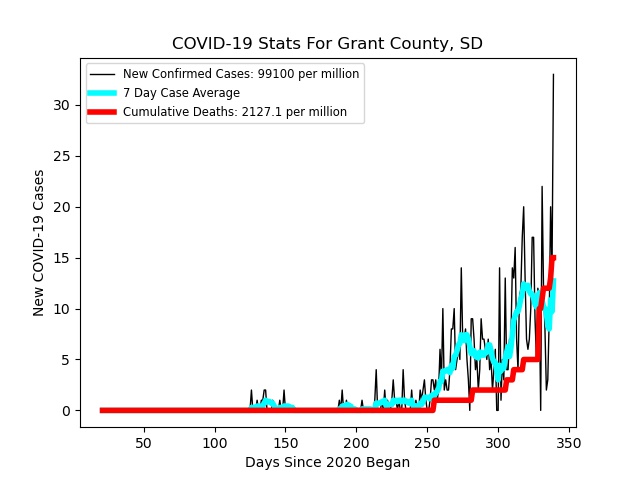 COVID-19 Stats For Grant County, SD
New Confirmed Cases: 99100 per million
7 Day Case Average
Cumulative Deaths: 2127.1 per million
New COVID-19 Cases
30
25
20
15
10
5
0
50 100 150 200 250 300 350
Days Since 2020 Began